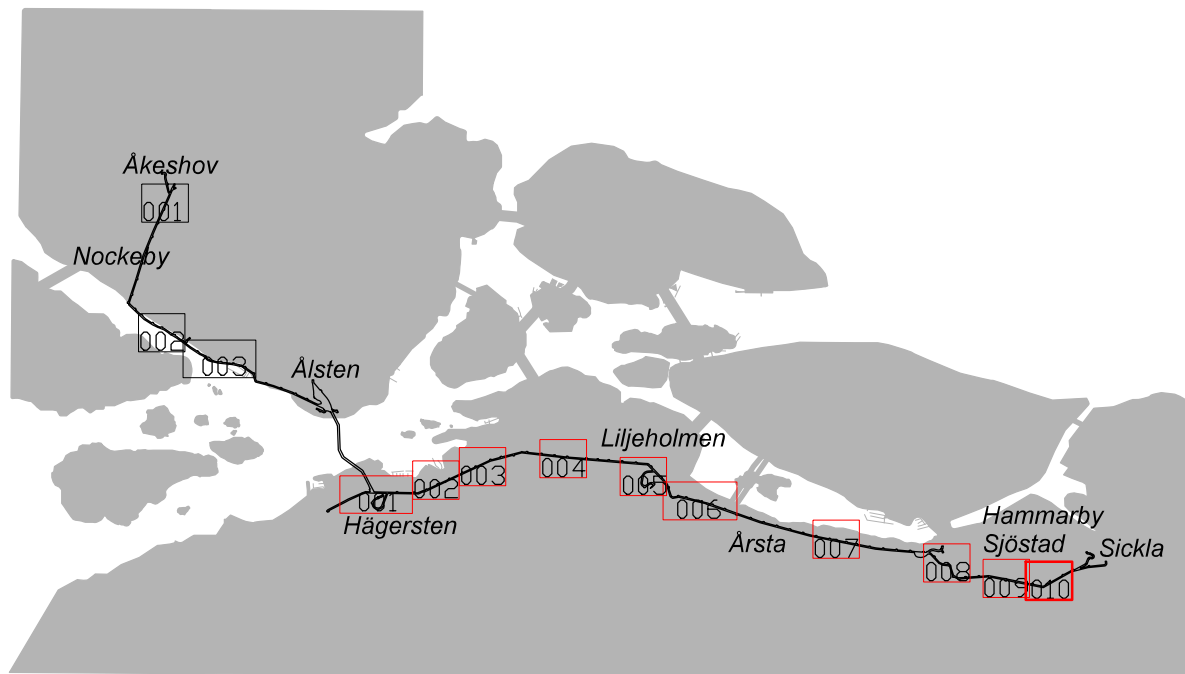 Åkeshov
001
Nockeby
002
003
Ålsten
Liljeholmen
004
003
002
005
001
006
Hägersten
Årsta
007
Hammarby
Sjöstad
Sickla
008
009
010